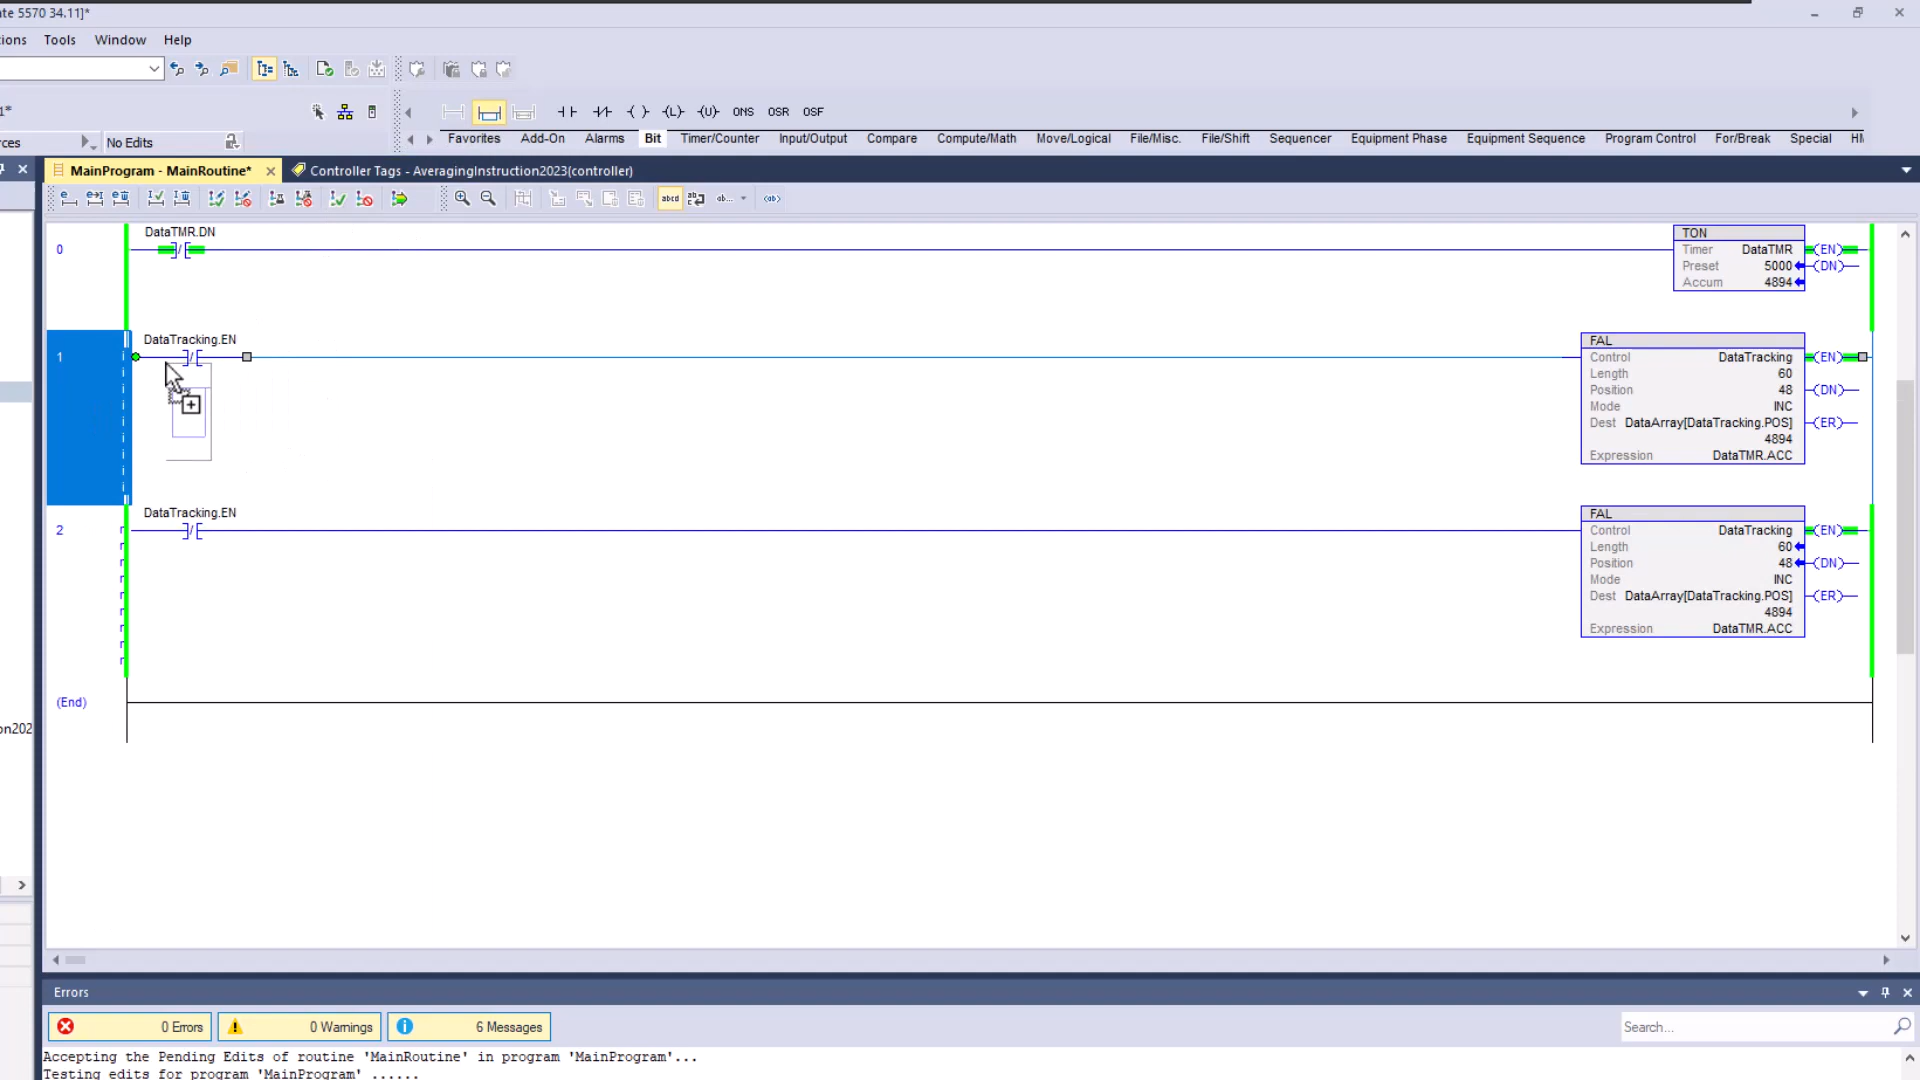 ate 5570 34.11]*
ions Tools Window Help
1*
ONS OSR OSF
rces No Edits
Favorites Add-On Alarms Bit Timer/Counter Input/Output Compare Compute/Math Move/Logical File/Misc. File/Shift Sequencer Equipment Phase Equipment Sequence Program Control For/Break Special
MainProgram - MainRoutine* Controller Tags - AveragingInstruction2023(controller)
0
DataTMR.DN
TON
Timer DataTMR (EN)
Preset 5000 (DN)
Accum 4894
1
DataTracking.EN
FAL
Control DataTracking (EN)
Length 60
Position 48 (DN)
Mode INC
Dest DataArray[DataTracking.POS] (ER)
4894
Expression DataTMR.ACC
2
DataTracking.EN
FAL
Control DataTracking (EN)
Length 60
Position 48 (DN)
Mode INC
Dest DataArray[DataTracking.POS] (ER)
4894
Expression DataTMR.ACC
(End)
on202
Errors
0 Errors 0 Warnings 6 Messages Search...
Accepting the Pending Edits of routine 'MainRoutine' in program 'MainProgram'...
Testing edits for program 'MainProgram' ......